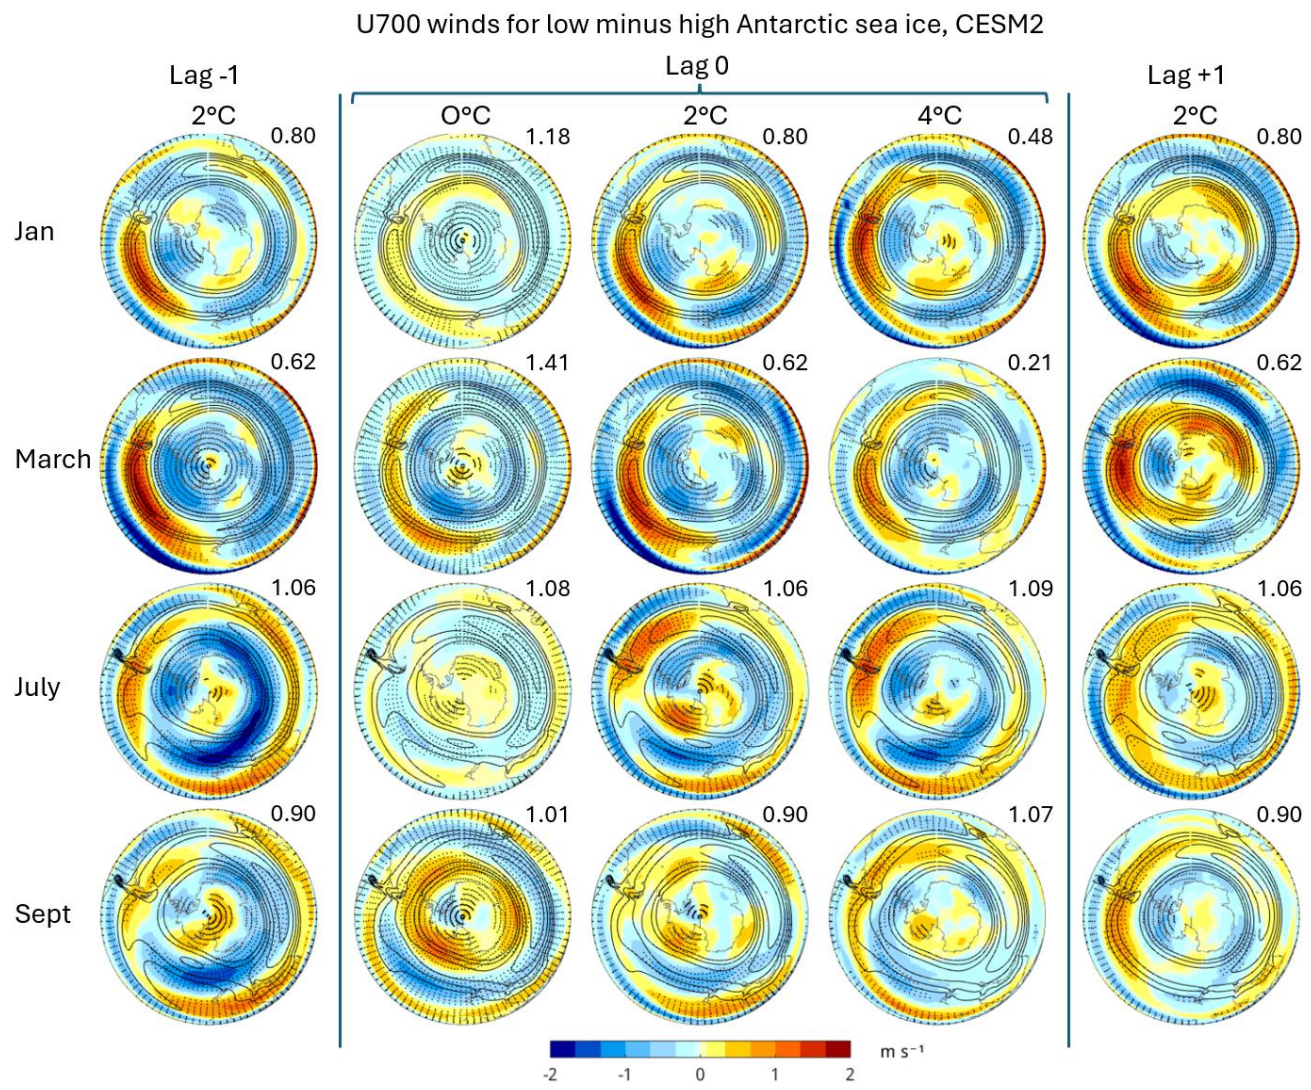 U700 winds for low minus high Antarctic sea ice, CESM2
Lag -1
Lag 0
Lag +1
2°C
0°C
2°C
4°C
2°C
Jan
0.80
1.18
0.80
0.48
0.80
March
0.62
1.41
0.62
0.21
0.62
July
1.06
1.08
1.06
1.09
1.06
Sept
0.90
1.01
0.90
1.07
0.90
-2 -1 0 1 2 m s⁻¹